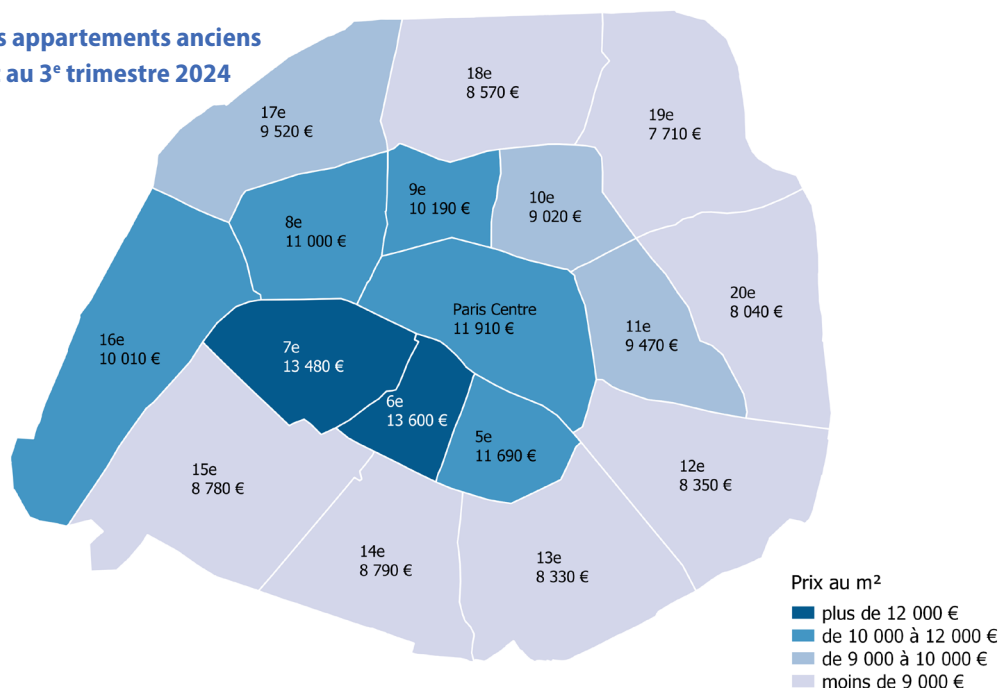 s appartements anciens
au 3e trimestre 2024
18e
8 570 €
17e
9 520 €
19e
7 710 €
9e
10 190 €
10e
9 020 €
8e
11 000 €
20e
8 040 €
Paris Centre
11 910 €
11e
9 470 €
16e
10 010 €
7e
13 480 €
6e
13 600 €
5e
11 690 €
15e
8 780 €
12e
8 350 €
14e
8 790 €
13e
8 330 €
Prix au m²
plus de 12 000 €
de 10 000 à 12 000 €
de 9 000 à 10 000 €
moins de 9 000 €